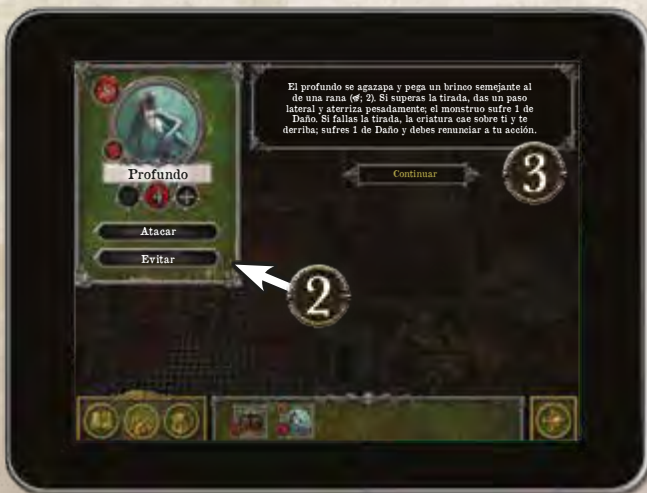 Profundo
4
Atacar
Evitar
2
El profundo se agazapa y pega un brinco semejante al
de una rana (; 2). Si superas la tirada, das un paso
lateral y aterriza pesadamente; el monstruo sufre 1 de
Daño. Si fallas la tirada, la criatura cae sobre ti y te
derriba; sufres 1 de Daño y debes renunciar a tu acción.
Continuar
3